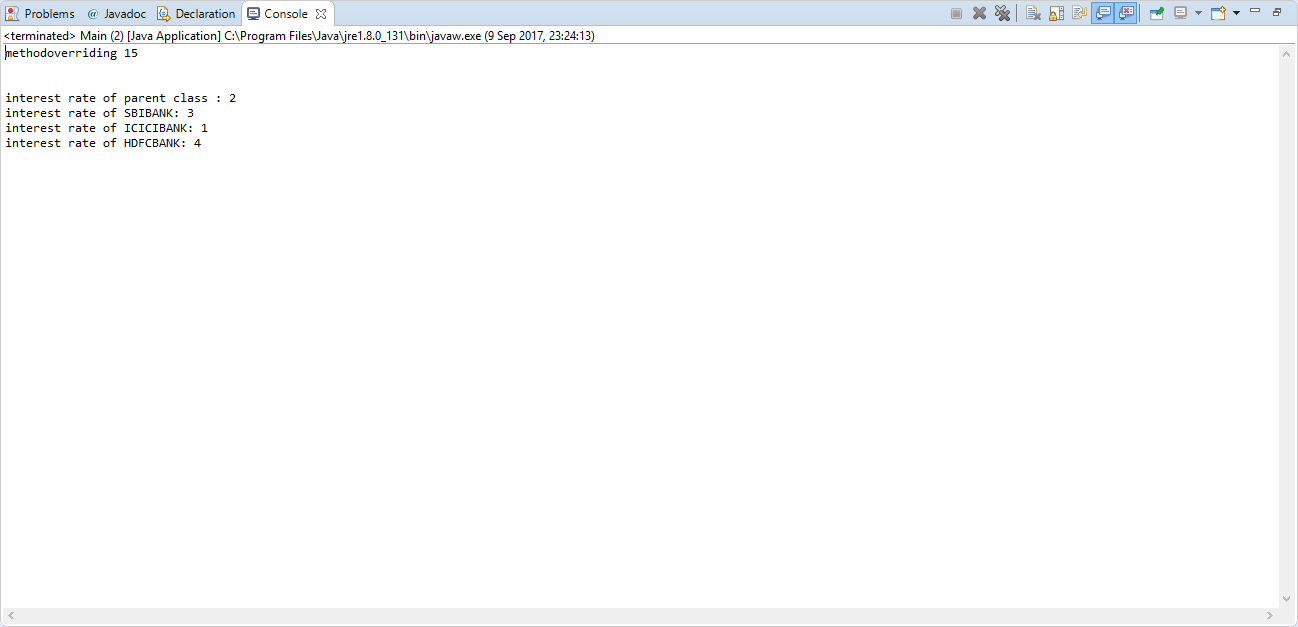 Problems @ Javadoc Declaration Console
<terminated> Main (2) [Java Application] C:\Program Files\Java\jre1.8.0_131\bin\javaw.exe (9 Sep 2017, 23:24:13)
methodoverriding 15
interest rate of parent class : 2
interest rate of SBIBANK: 3
interest rate of ICICIBANK: 1
interest rate of HDFCBANK: 4